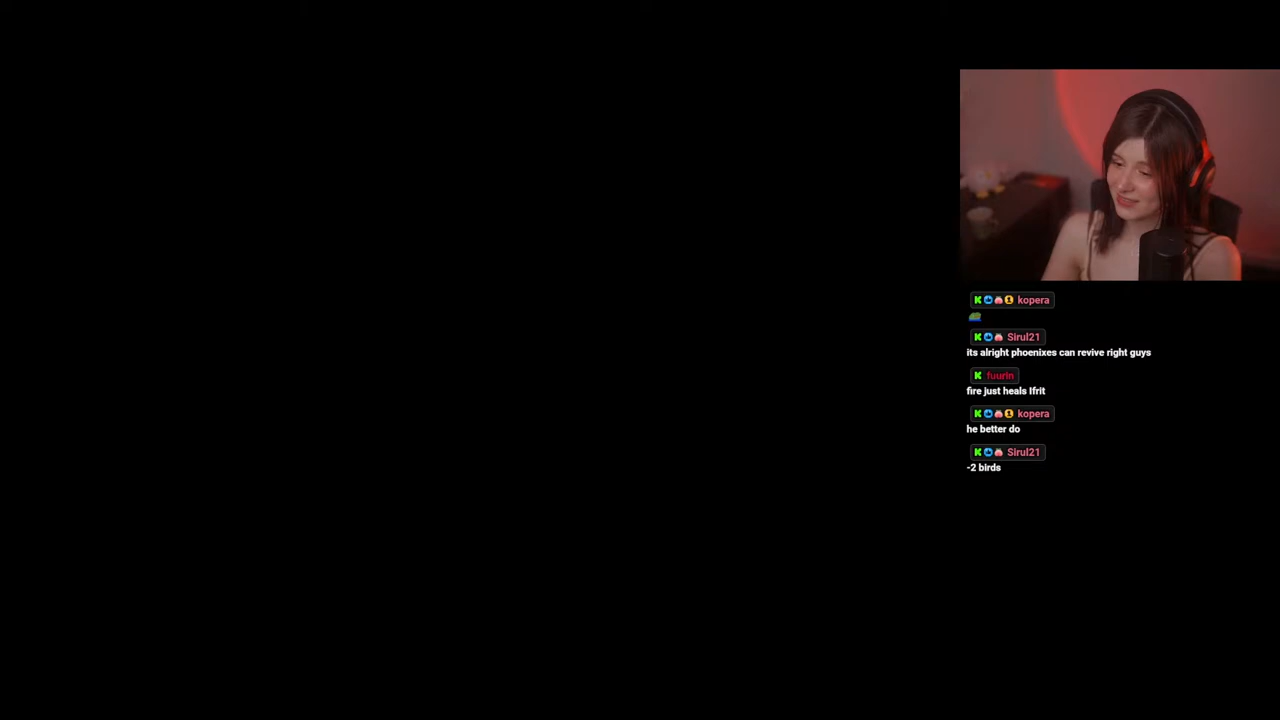 kopera
Sirul21
its alright phoenixes can revive right guys
fuurin
fire just heals Ifrit
kopera
he better do
Sirul21
-2 birds